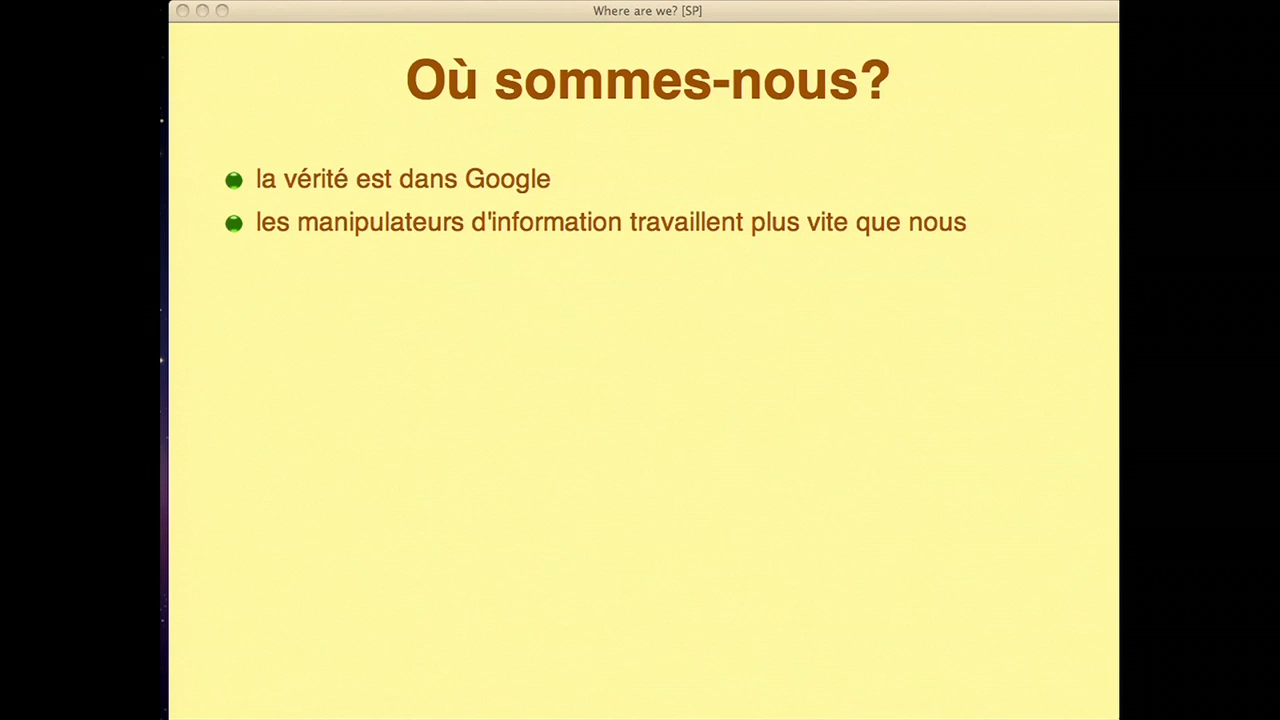 Where are we? [SP]
Où sommes-nous?
la vérité est dans Google
les manipulateurs d'information travaillent plus vite que nous